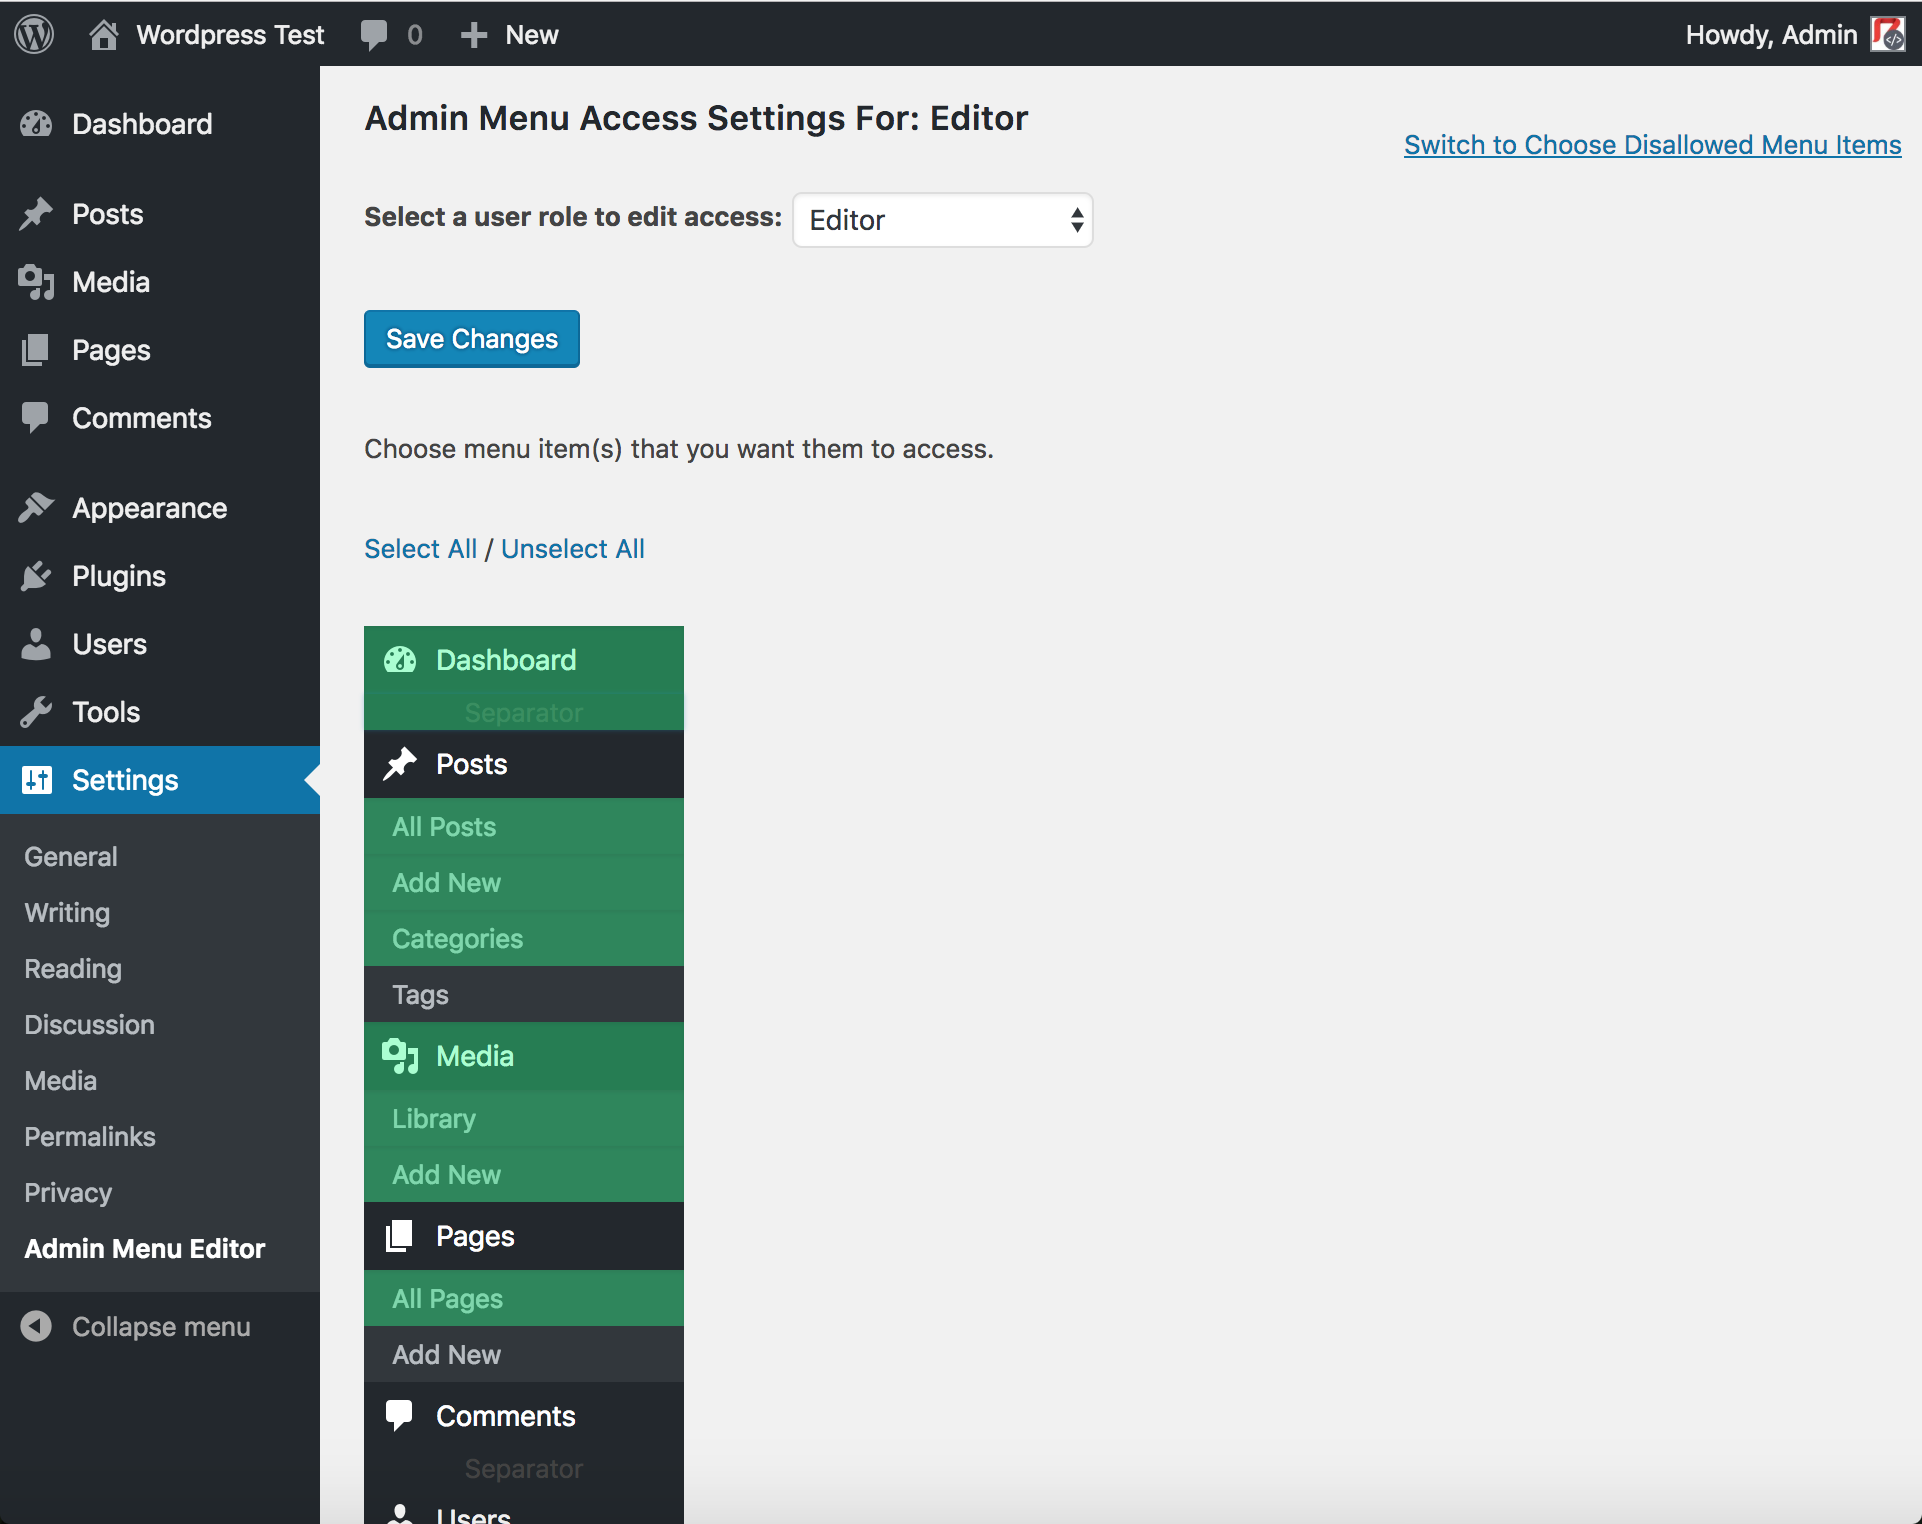 Wordpress Test 0 New Howdy, Admin
Dashboard
Posts
Media
Pages
Comments
Appearance
Plugins
Users
Tools
Settings
General
Writing
Reading
Discussion
Media
Permalinks
Privacy
Admin Menu Editor
Collapse menu
Admin Menu Access Settings For: Editor
Switch to Choose Disallowed Menu Items
Select a user role to edit access: Editor
Save Changes
Choose menu item(s) that you want them to access.
Select All / Unselect All
Dashboard
Separator
Posts
All Posts
Add New
Categories
Tags
Media
Library
Add New
Pages
All Pages
Add New
Comments
Separator
Users